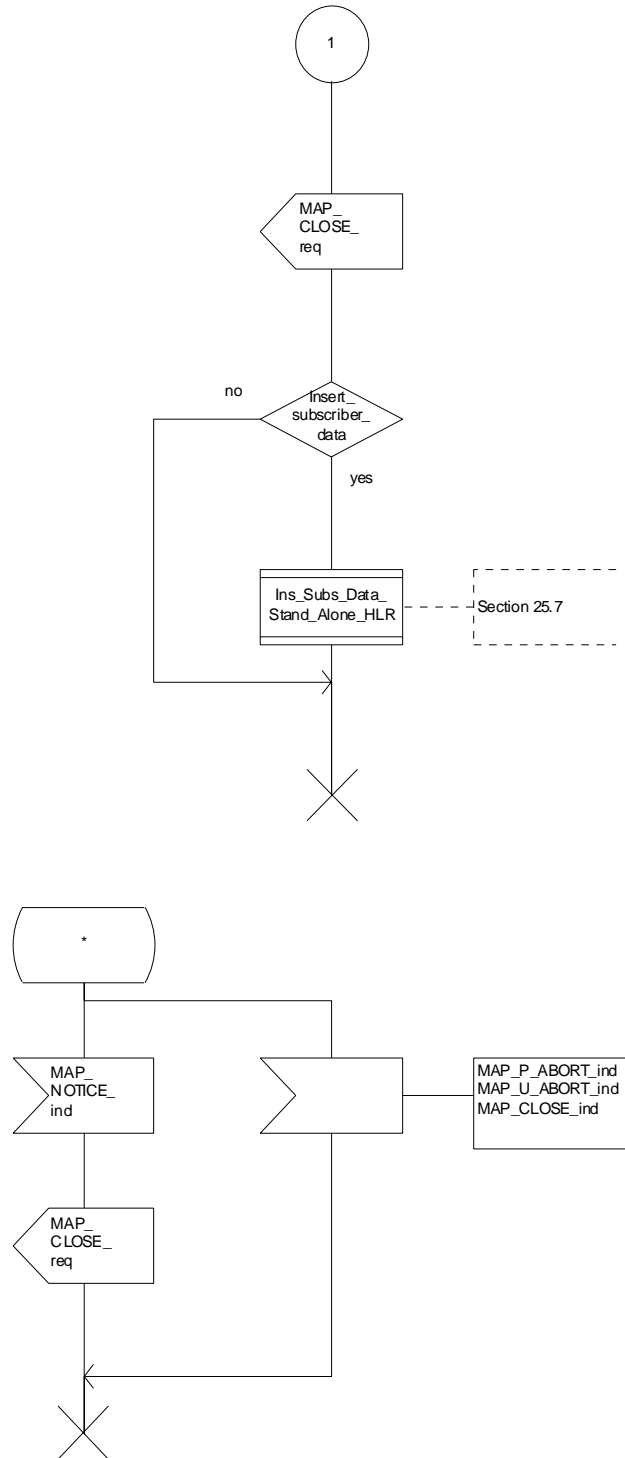 1
MAP_
CLOSE_
req
no
Insert_
subscriber_
data
yes
Ins_Subs_Data_
Stand_Alone_HLR
Section 25.7
*
MAP_
NOTICE_
ind
MAP_P_ABORT_ind
MAP_U_ABORT_ind
MAP_CLOSE_ind
MAP_
CLOSE_
req